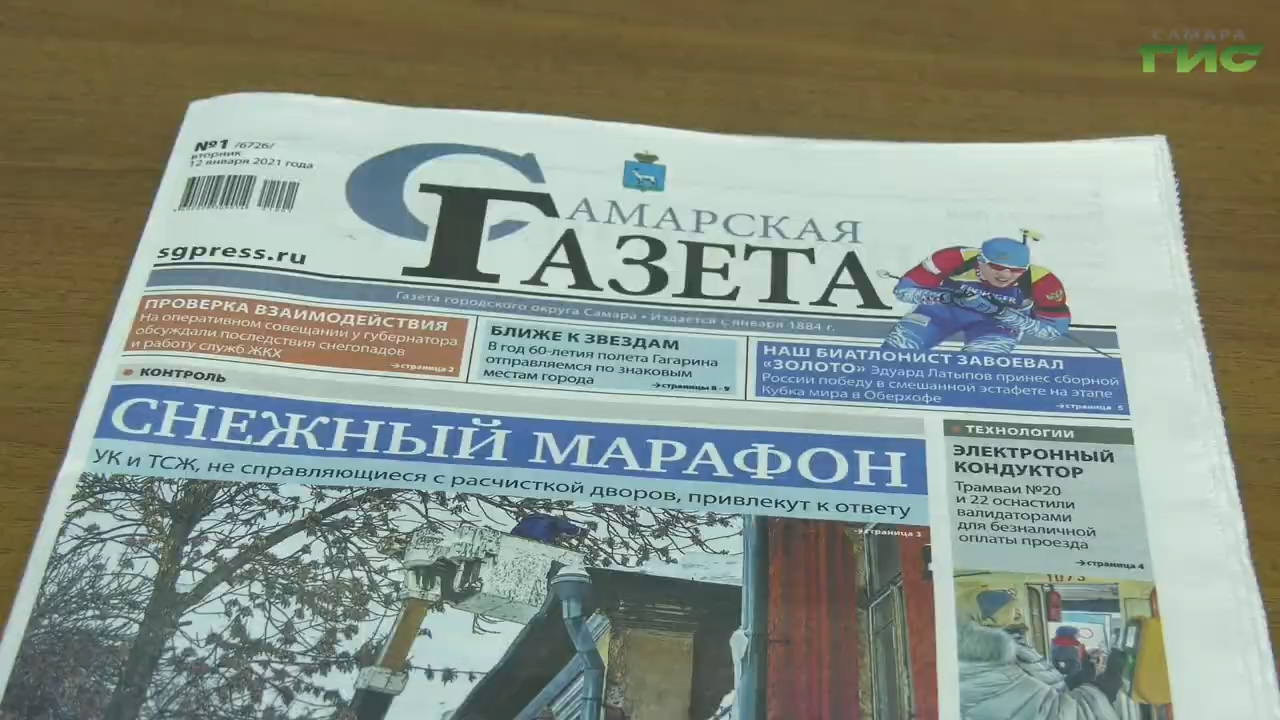 САМАРА
ГИС
№1 /6726/
вторник
12 января 2021 года
sgpress.ru
САМАРСКАЯ
ГАЗЕТА
Газета городского округа Самара • Издается с января 1884 г.
ПРОВЕРКА ВЗАИМОДЕЙСТВИЯ
На оперативном совещании у губернатора
обсуждали последствия снегопадов
и работу служб ЖКХ
страница 2
БЛИЖЕ К ЗВЕЗДАМ
В год 60-летия полета Гагарина
отправляемся по знаковым
местам города
страницы 8 - 9
НАШ БИАТЛОНИСТ ЗАВОЕВАЛ
«ЗОЛОТО» Эдуард Латыпов принес сборной
России победу в смешанной эстафете на этапе
Кубка мира в Оберхофе
страница 5
КОНТРОЛЬ
СНЕЖНЫЙ МАРАФОН
УК и ТСЖ, не справляющиеся с расчисткой дворов, привлекут к ответу
страница 3
ТЕХНОЛОГИИ
ЭЛЕКТРОННЫЙ
КОНДУКТОР
Трамваи №20
и 22 оснастили
валидаторами
для безналичной
оплаты проезда
страница 4